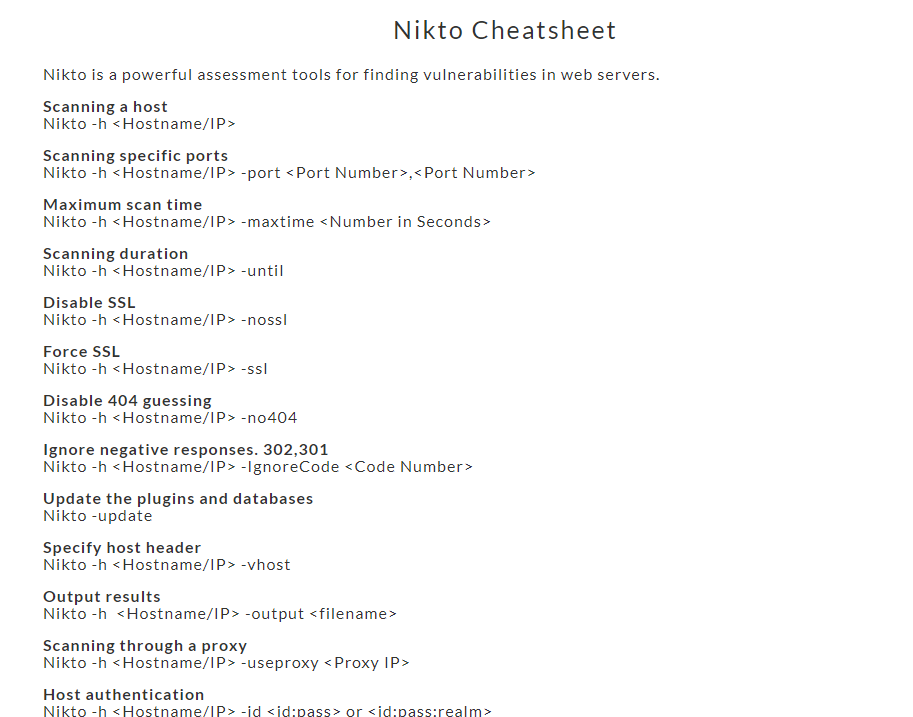 Nikto Cheatsheet
Nikto is a powerful assessment tools for finding vulnerabilities in web servers.
Scanning a host
Nikto -h <Hostname/IP>
Scanning specific ports
Nikto -h <Hostname/IP> -port <Port Number>,<Port Number>
Maximum scan time
Nikto -h <Hostname/IP> -maxtime <Number in Seconds>
Scanning duration
Nikto -h <Hostname/IP> -until
Disable SSL
Nikto -h <Hostname/IP> -nossl
Force SSL
Nikto -h <Hostname/IP> -ssl
Disable 404 guessing
Nikto -h <Hostname/IP> -no404
Ignore negative responses. 302,301
Nikto -h <Hostname/IP> -IgnoreCode <Code Number>
Update the plugins and databases
Nikto -update
Specify host header
Nikto -h <Hostname/IP> -vhost
Output results
Nikto -h  <Hostname/IP> -output <filename>
Scanning through a proxy
Nikto -h <Hostname/IP> -useproxy <Proxy IP>
Host authentication
Nikto -h <Hostname/IP> -id <id:pass> or <id:pass:realm>